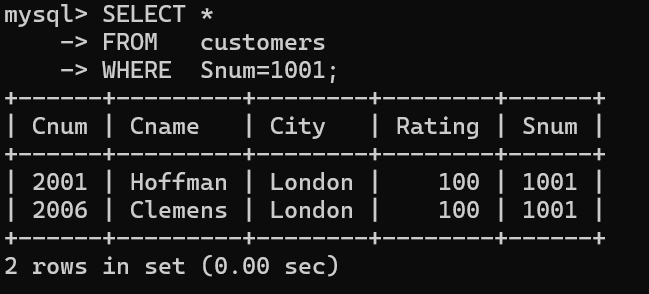 mysql> SELECT *
    -> FROM   customers
    -> WHERE  Snum=1001;
+------+---------+--------+--------+------+
| Cnum | Cname   | City   | Rating | Snum |
+------+---------+--------+--------+------+
| 2001 | Hoffman | London |    100 | 1001 |
| 2006 | Clemens | London |    100 | 1001 |
+------+---------+--------+--------+------+
2 rows in set (0.00 sec)